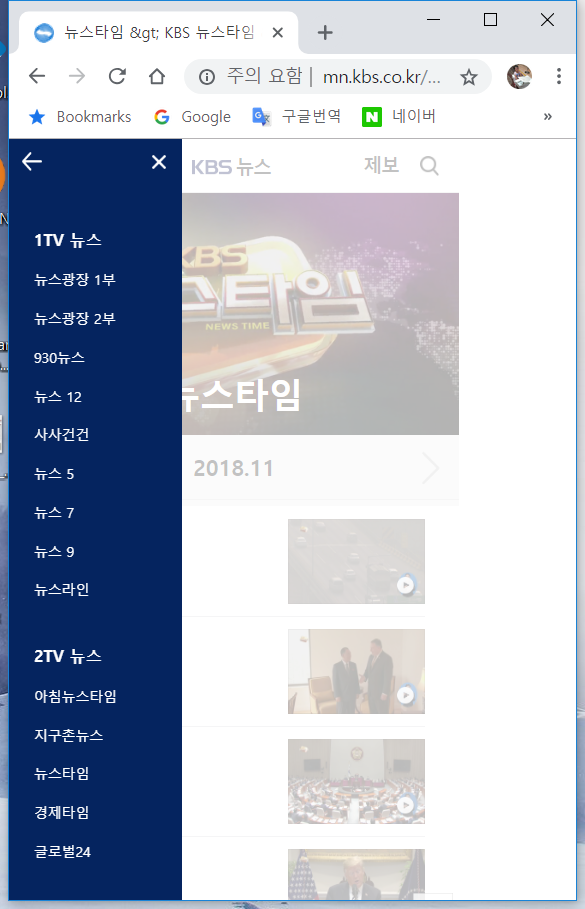 뉴스타임 &gt; KBS 뉴스타임
주의 요함 | mn.kbs.co.kr/...
Bookmarks Google 구글번역 네이버 »
KBS 뉴스 제보
1TV 뉴스
뉴스광장 1부
뉴스광장 2부
930뉴스
뉴스 12
사사건건
뉴스 5
뉴스 7
뉴스 9
뉴스라인
2TV 뉴스
아침뉴스타임
지구촌뉴스
뉴스타임
경제타임
글로벌24
KBS
스타임
NEWS TIME
뉴스타임
2018.11